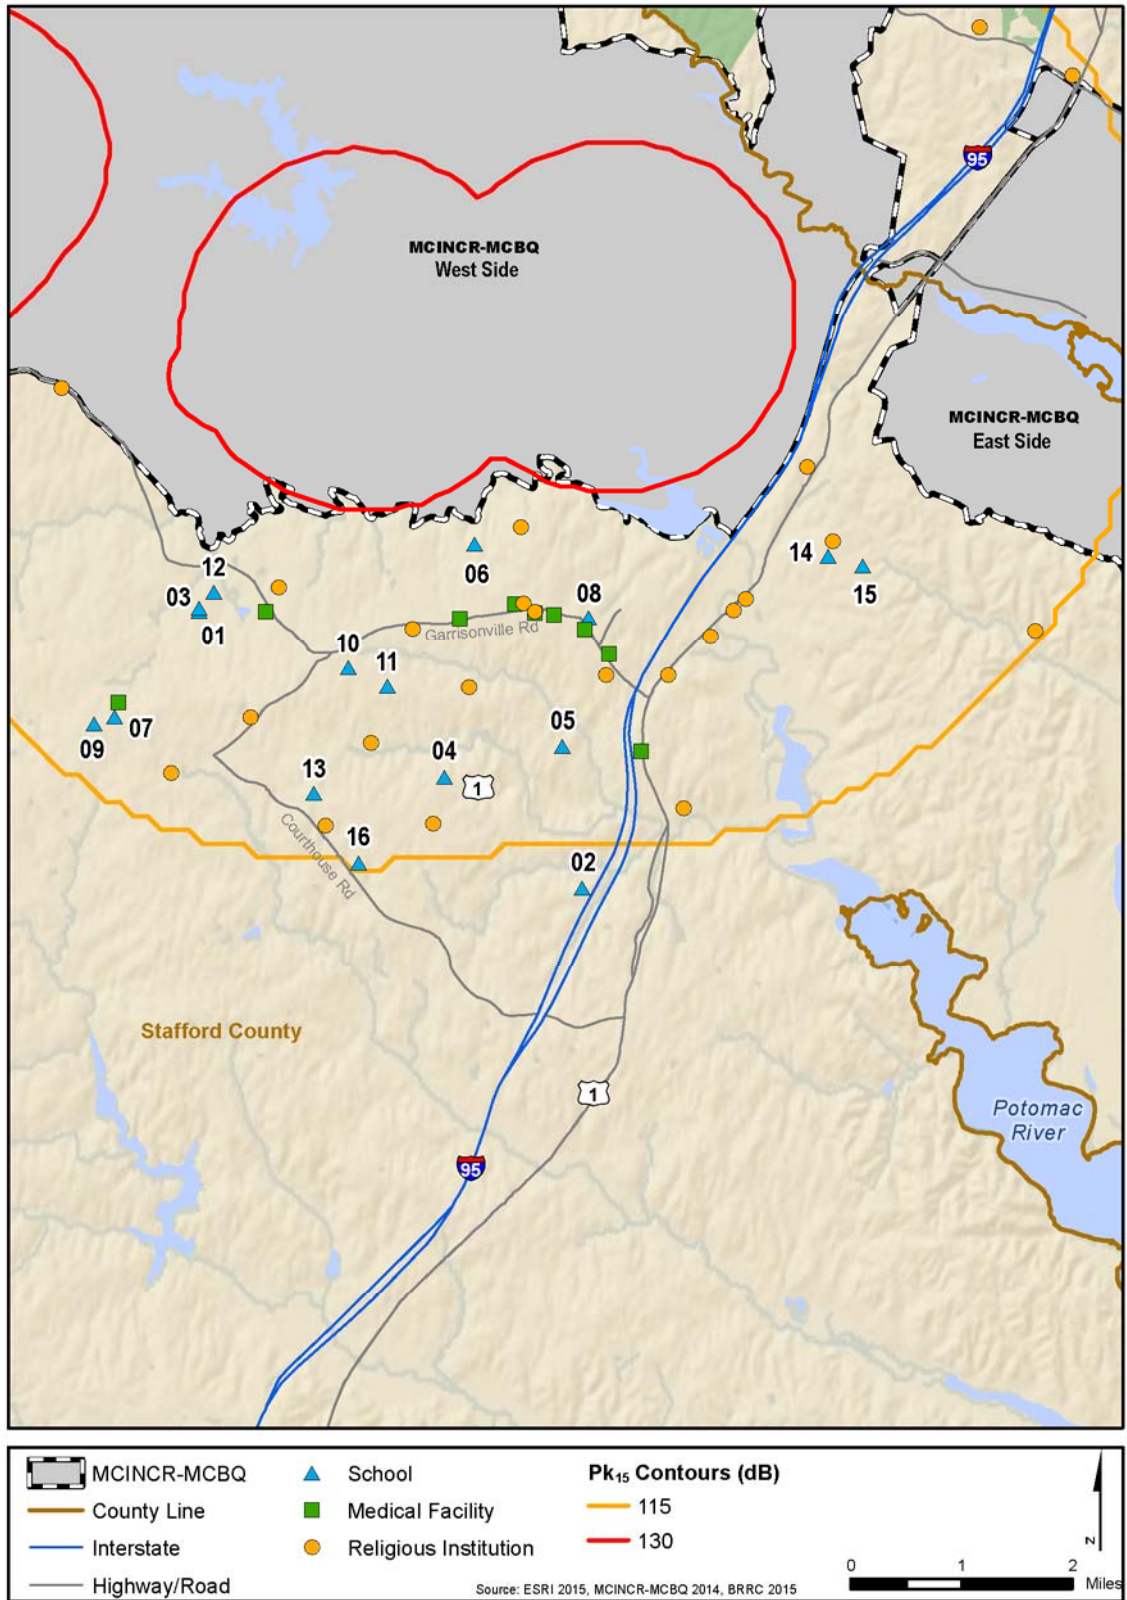 95
MCINCR-MCBQ
West Side
MCINCR-MCBQ
East Side
14
15
12
03
01
06
08
Garrisonville Rd
10
11
07
09
05
04
1
13
16
Courthouse Rd
02
Stafford County
1
Potomac
River
95
MCINCR-MCBQ
County Line
Interstate
Highway/Road
School
Medical Facility
Religious Institution
Pk15 Contours (dB)
115
130
Source: ESRI 2015, MCINCR-MCBQ 2014, BRRC 2015
N
0 1 2
Miles